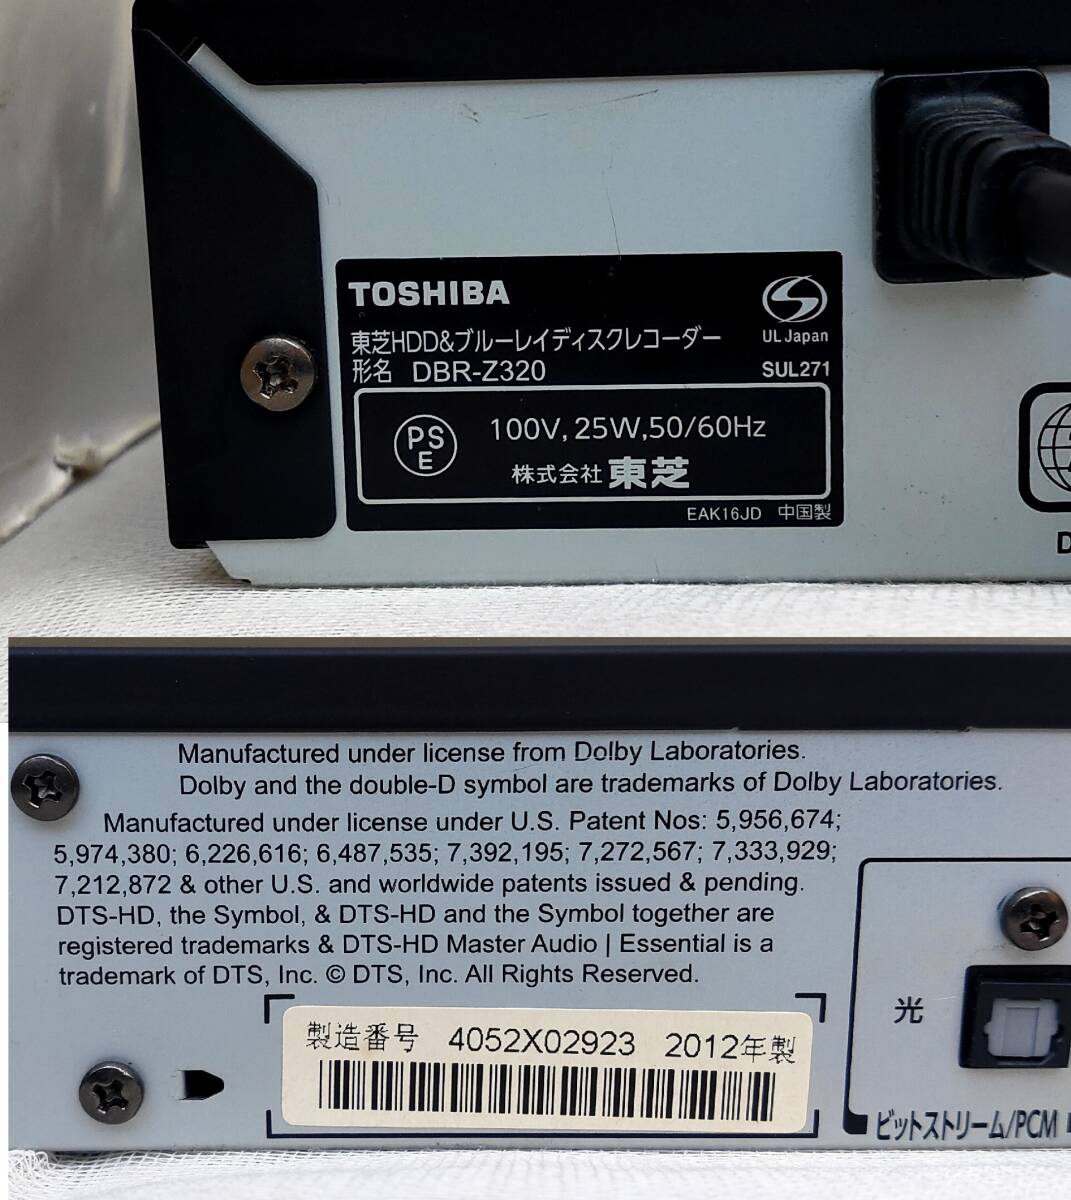 TOSHIBA
東芝HDD&ブルーレイディスクレコーダー
形名 DBR-Z320
UL Japan
SUL271
PS
E
100V, 25W, 50/60Hz
株式会社 東芝
EAK16JD 中国製
D
Manufactured under license from Dolby Laboratories.
Dolby and the double-D symbol are trademarks of Dolby Laboratories.
Manufactured under license under U.S. Patent Nos: 5,956,674;
5,974,380; 6,226,616; 6,487,535; 7,392,195; 7,272,567; 7,333,929;
7,212,872 & other U.S. and worldwide patents issued & pending.
DTS-HD, the Symbol, & DTS-HD and the Symbol together are
registered trademarks & DTS-HD Master Audio | Essential is a
trademark of DTS, Inc. © DTS, Inc. All Rights Reserved.
製造番号 4052X02923 2012年製
光
ビットストリーム/PCM